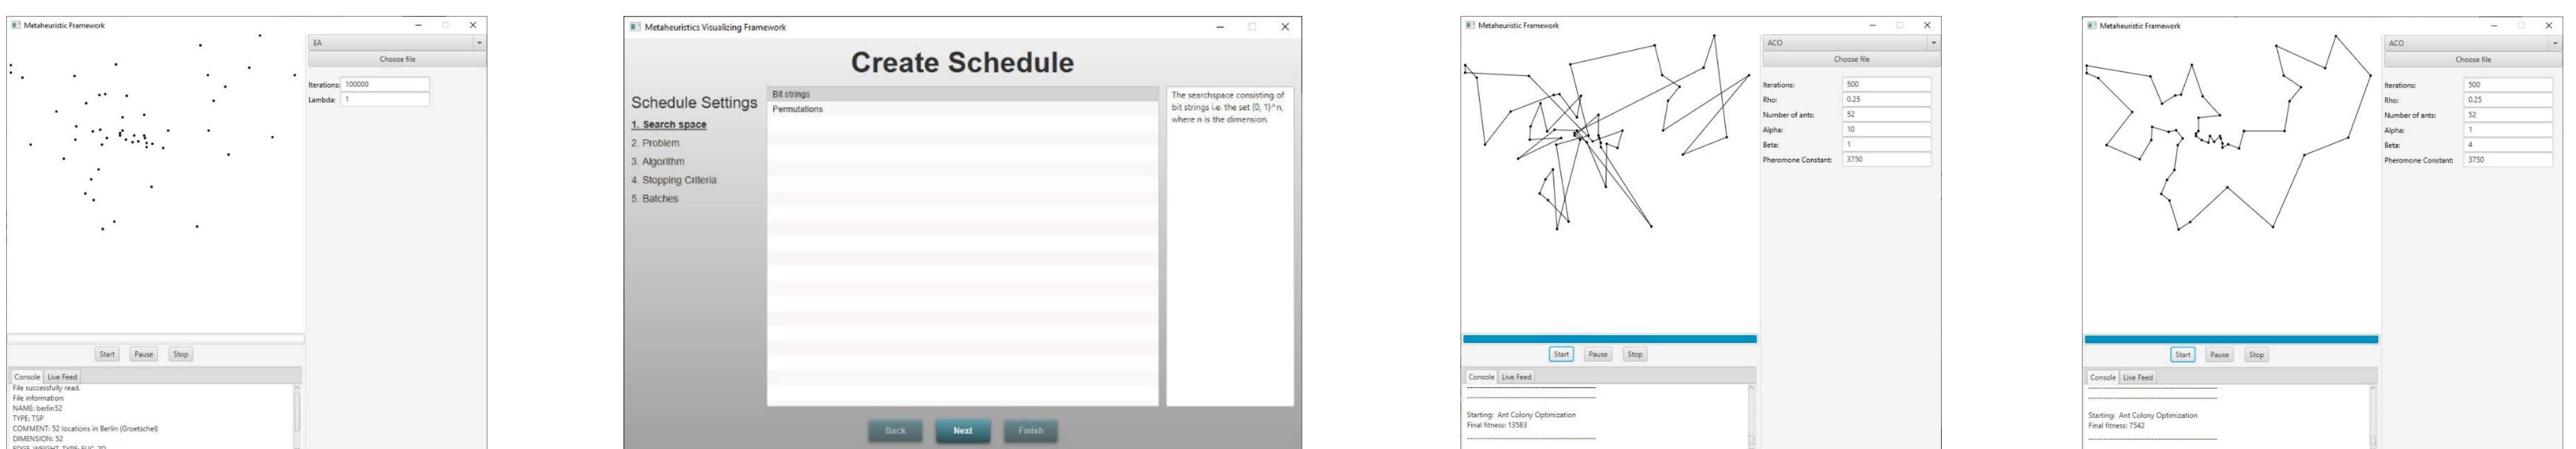 Metaheuristic Framework
EA
Choose file
Iterations: 100000
Lambda: 1
Start Pause Stop
Console Live Feed
File successfully read.
File information:
NAME: berlin52
TYPE: TSP
COMMENT: 52 locations in Berlin (Groetschel)
DIMENSION: 52
EDGE_WEIGHT_TYPE: EUC_2D
Metaheuristics Visualizing Framework
Create Schedule
Schedule Settings
1. Search space
2. Problem
3. Algorithm
4. Stopping Criteria
5. Batches
Bit strings
Permutations
The searchspace consisting of
bit strings i.e. the set {0, 1}^n,
where n is the dimension.
Back Next Finish
Metaheuristic Framework
ACO
Choose file
Iterations: 500
Rho: 0.25
Number of ants: 52
Alpha: 10
Beta: 1
Pheromone Constant: 3750
Start Pause Stop
Console Live Feed
Starting: Ant Colony Optimization
Final fitness: 13583
Metaheuristic Framework
ACO
Choose file
Iterations: 500
Rho: 0.25
Number of ants: 52
Alpha: 1
Beta: 4
Pheromone Constant: 3750
Start Pause Stop
Console Live Feed
Starting: Ant Colony Optimization
Final fitness: 7542